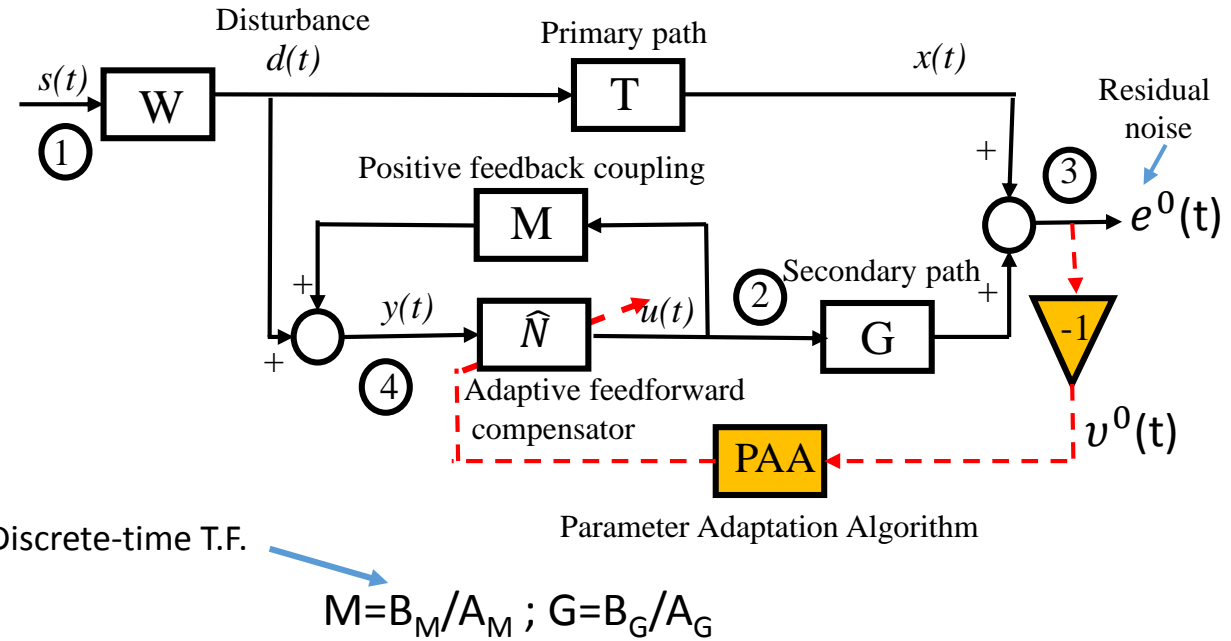 Disturbance
Primary path
s(t)
d(t)
x(t)
W
T
Residual
noise
1
Positive feedback coupling
+
3
M
e⁰(t)
Secondary path
+
y(t)
N̂
u(t)
2
+
+
G
-1
4
Adaptive feedforward
compensator
υ⁰(t)
PAA
Parameter Adaptation Algorithm
Discrete-time T.F.
M=B_M/A_M ; G=B_G/A_G